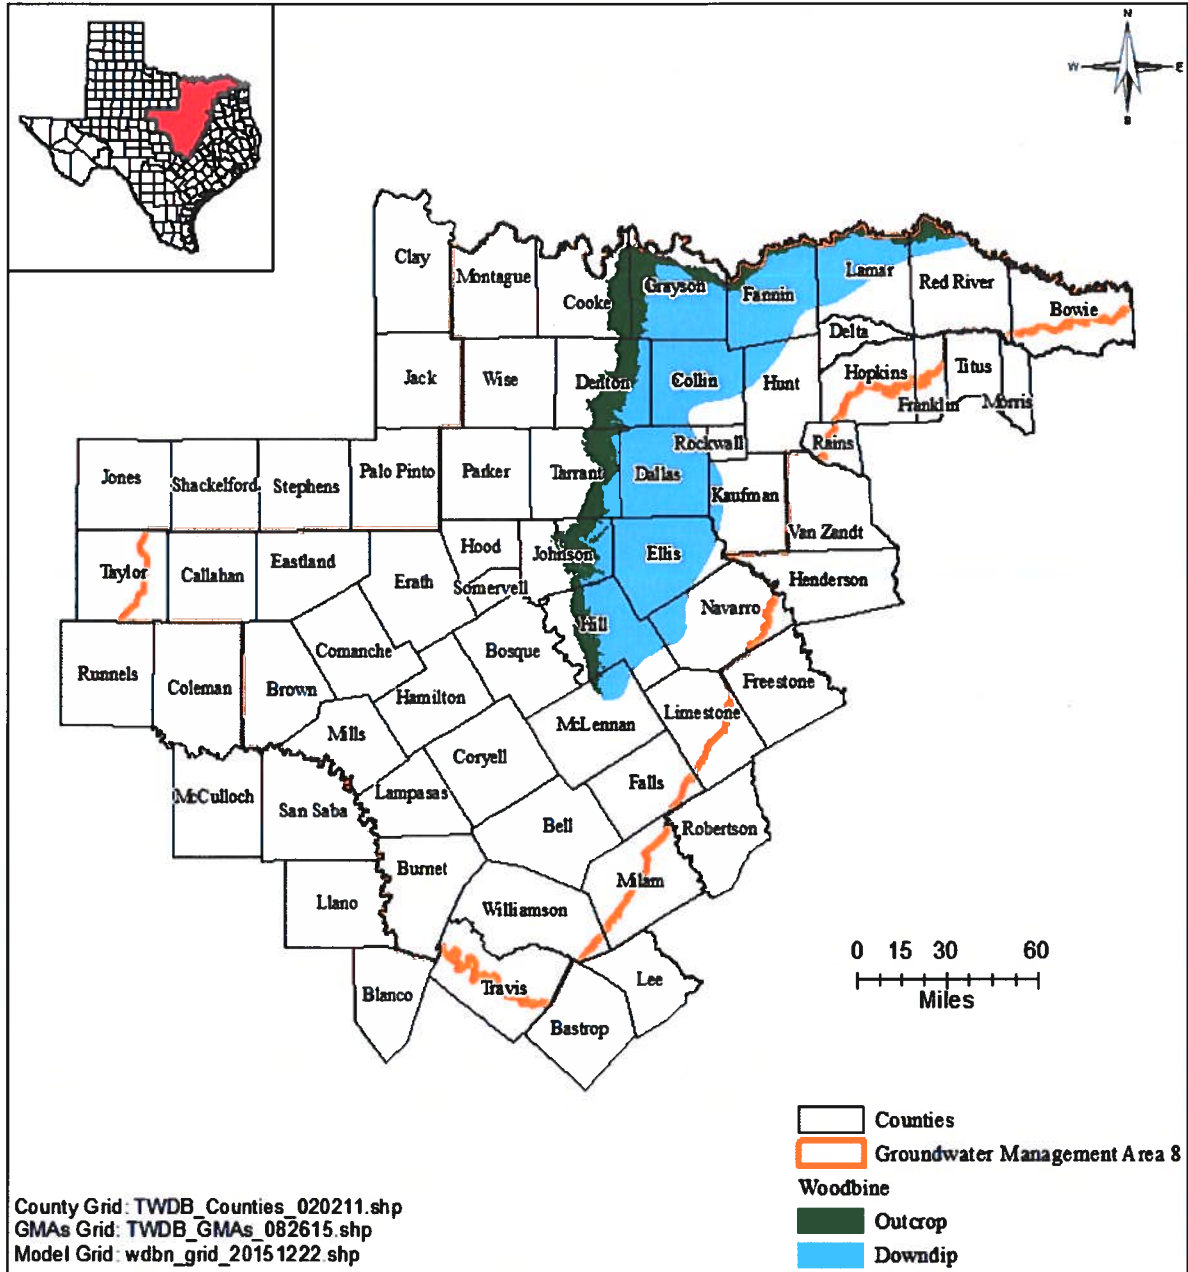 N
W E
S
Clay
Montague
Cooke
Grayson
Fannin
Lamar
Red River
Bowie
Delta
Jack
Wise
Denton
Collin
Hunt
Hopkins
Titus
Franklin
Morris
Rockwall
Rains
Jones
Shackelford
Stephens
Palo Pinto
Parker
Tarrant
Dallas
Kaufman
Van Zandt
Taylor
Callahan
Eastland
Erath
Hood
Somervell
Johnson
Ellis
Henderson
Navarro
Hill
Runnels
Coleman
Brown
Comanche
Hamilton
Bosque
Freestone
Limestone
McLennan
Mills
Coryell
McCulloch
San Saba
Lampasas
Falls
Bell
Robertson
Burnet
Milam
Llano
Williamson
Lee
Blanco
Travis
Bastrop
0 15 30 60
Miles
Counties
Groundwater Management Area 8
Woodbine
Outcrop
Downdip
County Grid: TWDB_Counties_020211.shp
GMAs Grid: TWDB_GMAs_082615.shp
Model Grid: wdbn_grid_20151222.shp